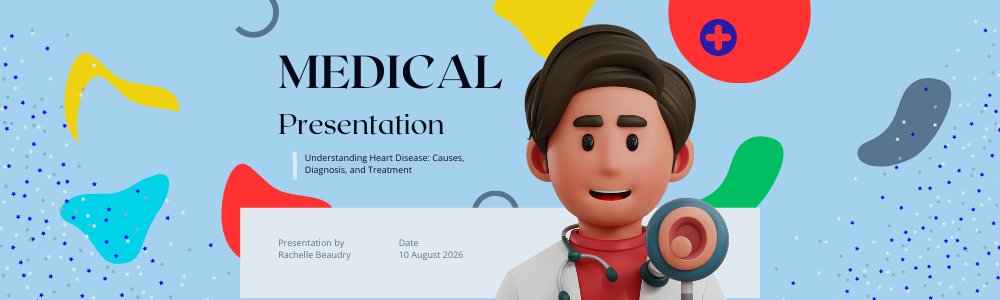 MEDICAL
Presentation
Understanding Heart Disease: Causes,
Diagnosis, and Treatment
Presentation by
Rachelle Beaudry
Date
10 August 2026